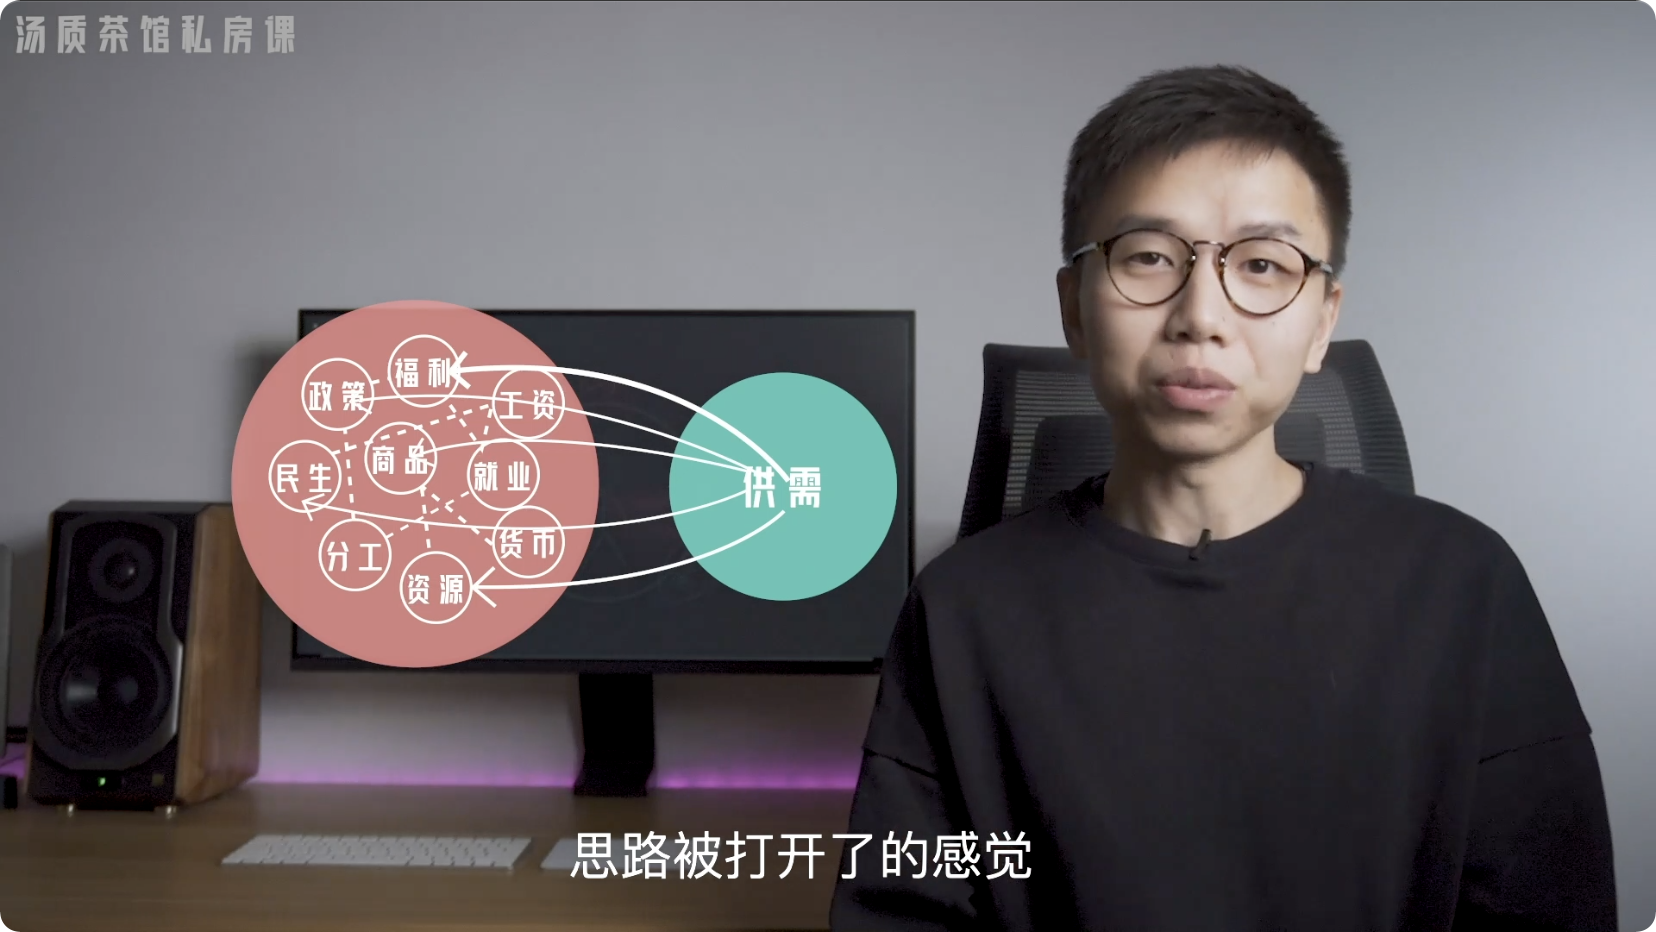 汤质茶馆私房课
福利
政策
工资
商品
民生
就业
供需
货币
分工
资源
思路被打开了的感觉